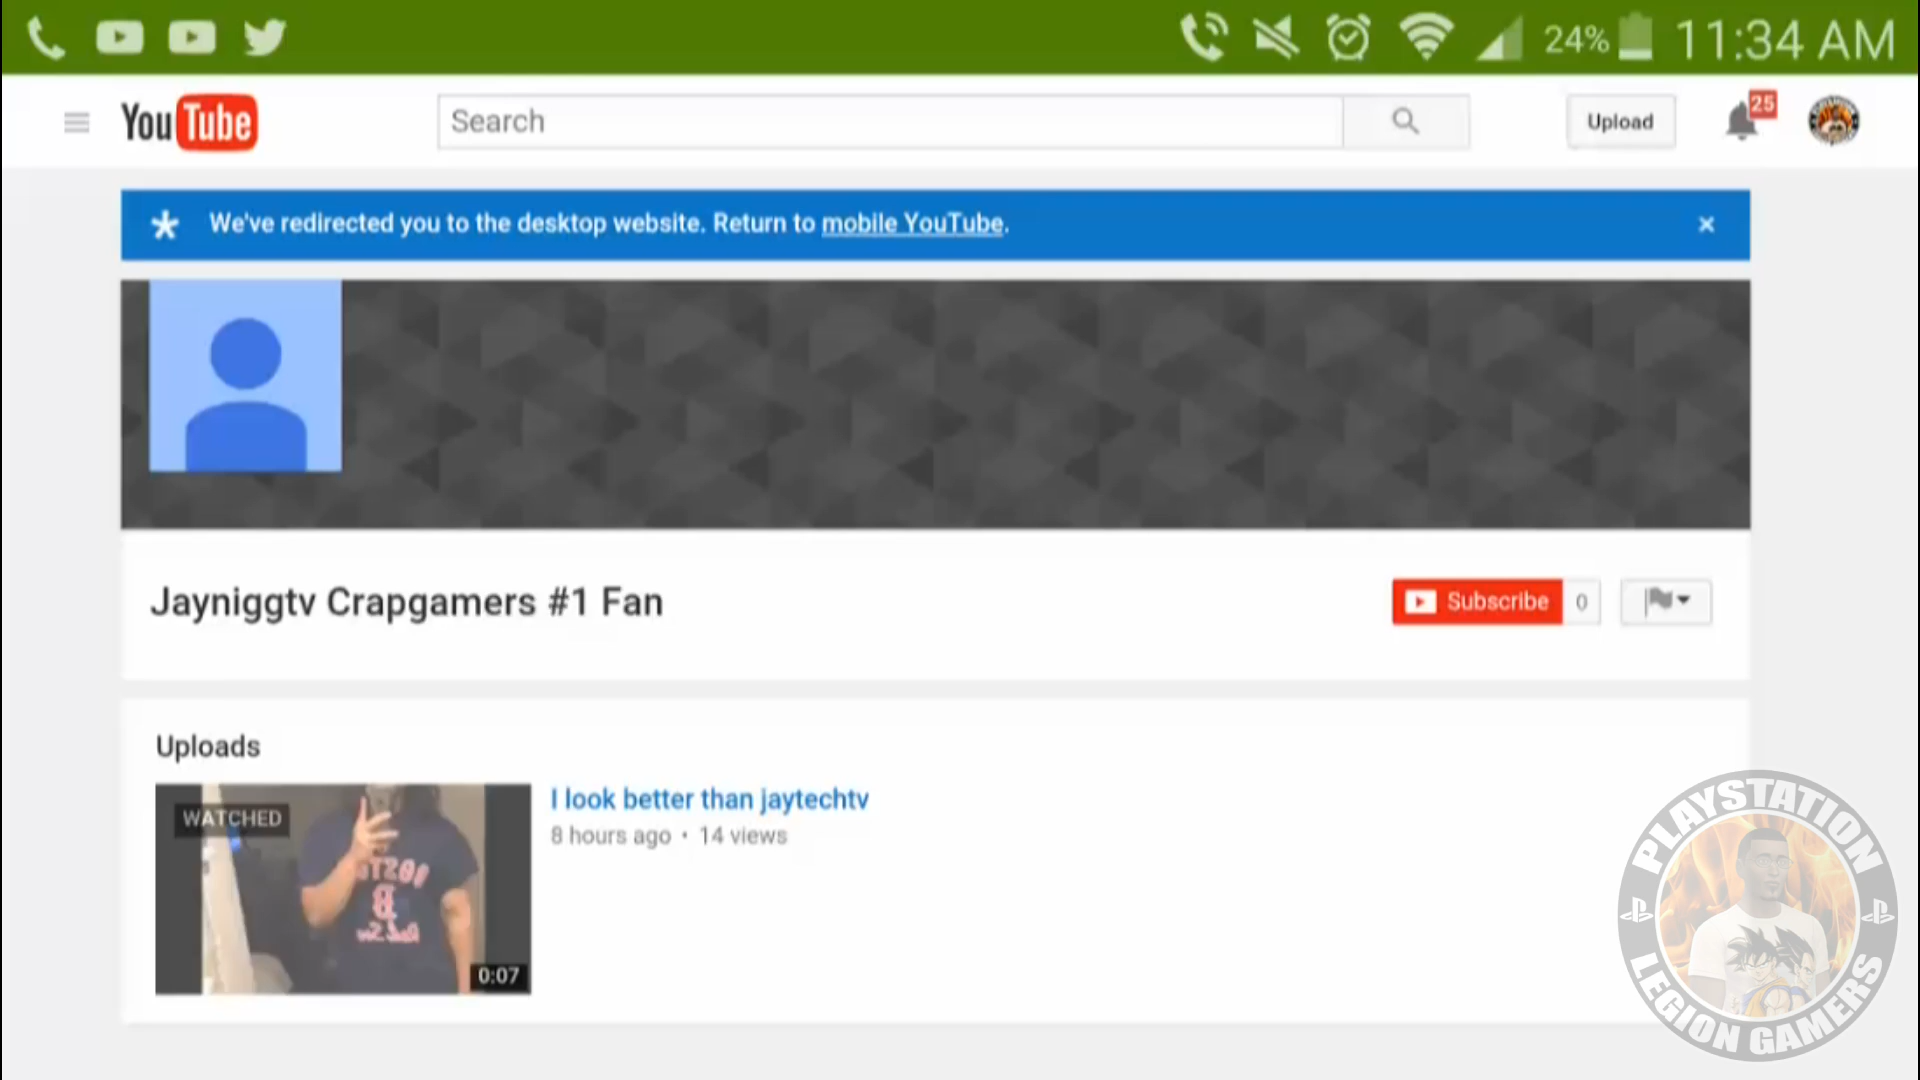 24% 11:34 AM
YouTube
Search
Upload
25
We've redirected you to the desktop website. Return to mobile YouTube.
Jayniggtv Crapgamers #1 Fan
Subscribe 0
Uploads
WATCHED
0:07
I look better than jaytechtv
8 hours ago • 14 views
PLAYSTATION
LEGION GAMERS